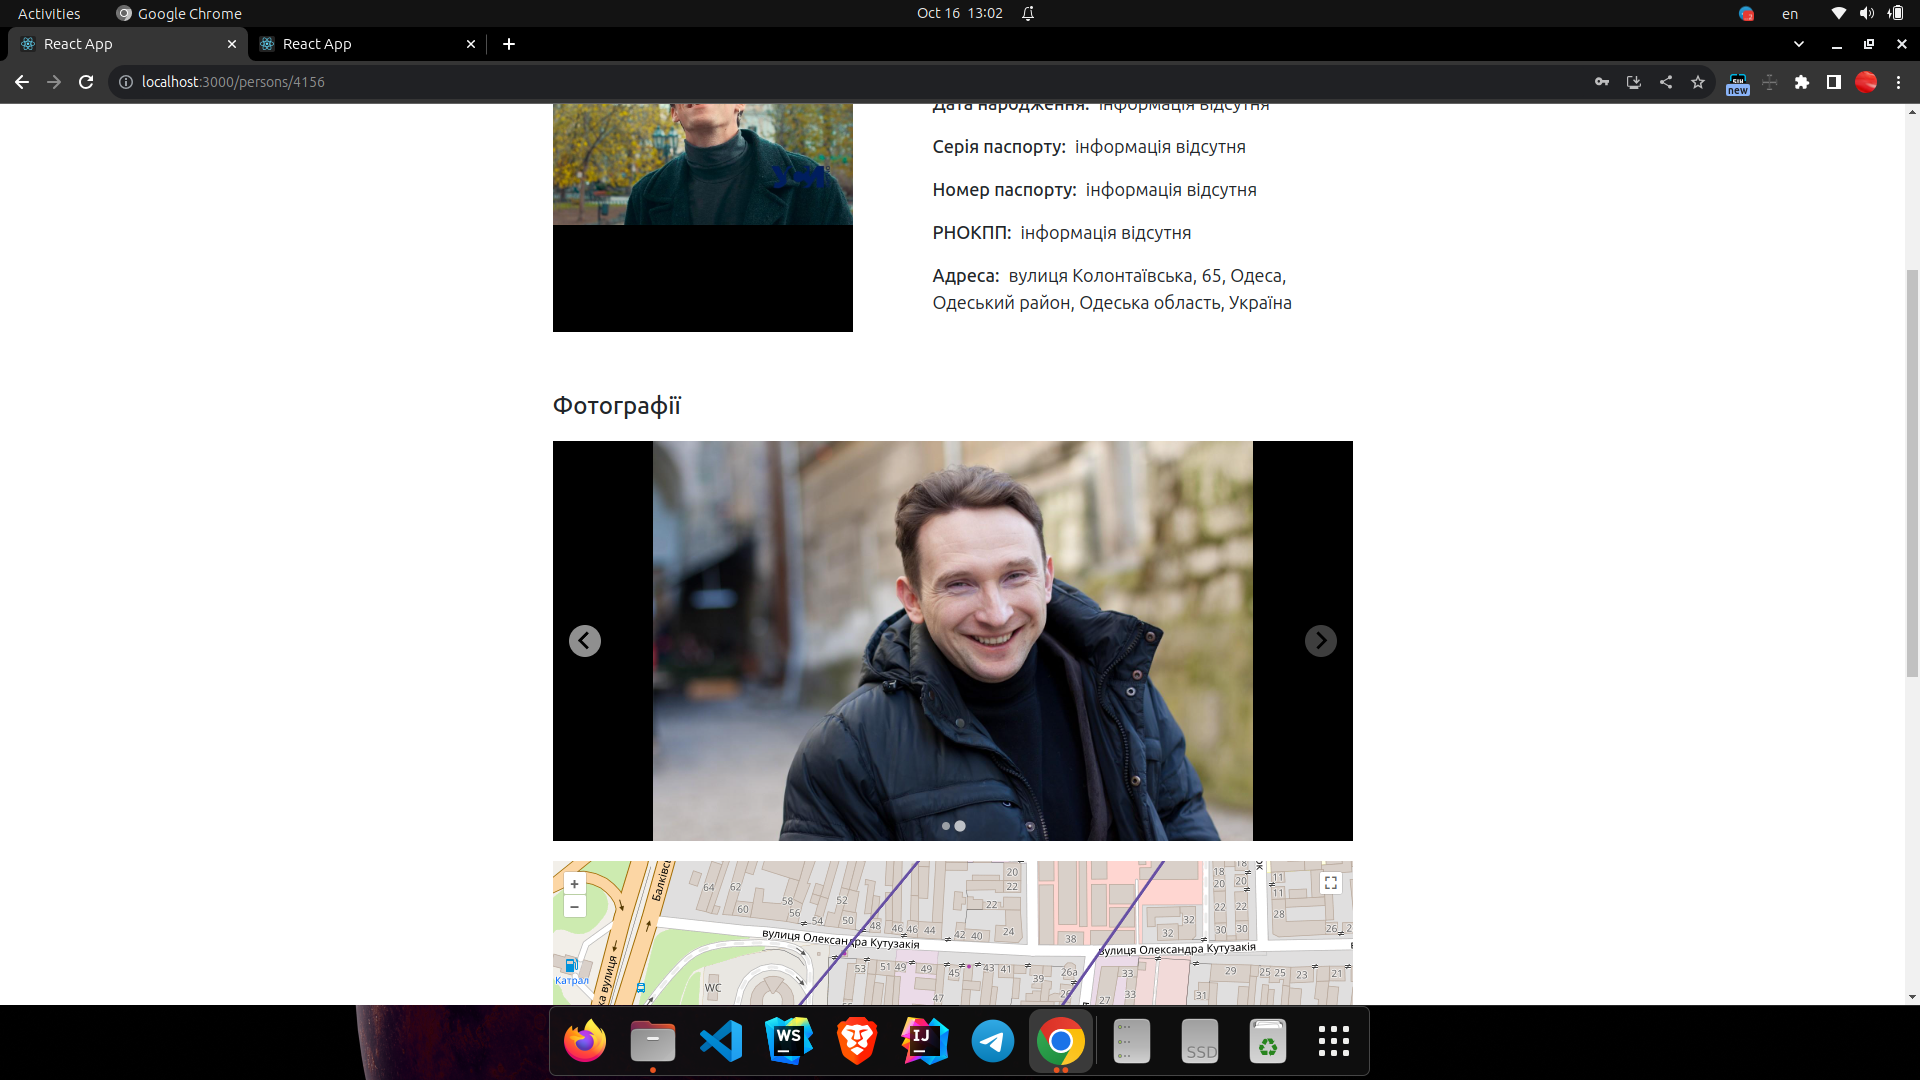 Activities
Google Chrome
Oct 16 13:02
en
React App
React App
localhost:3000/persons/4156
new
Дата народження: інформація відсутня
Серія паспорту: інформація відсутня
Номер паспорту: інформація відсутня
РНОКПП: інформація відсутня
Адреса: вулиця Колонтаївська, 65, Одеса,
Одеський район, Одеська область, Україна
Фотографії
+
−
Балківсь
64 62 60 58 56 54 52 50 48 46 46 44 42 40 24 22 22 20
38 32 32 18 20 22 30 20 22 30 11 11 28 26
вулиця Олександра Кутузакія
вулиця Олександра Кутузакія
53 51 49 49 47 45 43 41 39 26а 33 33 27 31 29 25 25 23 21
Катрал
ка вулиця
WC
WS
IJ
SSD